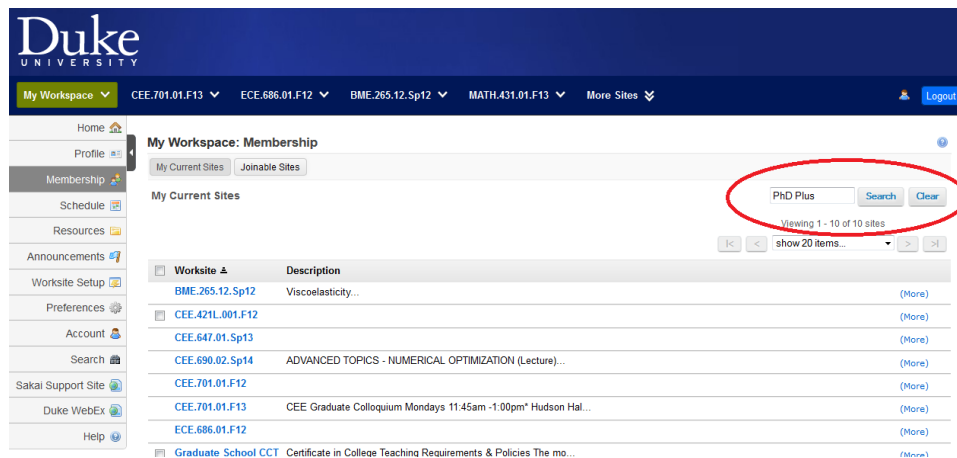 Duke
UNIVERSITY
My Workspace CEE.701.01.F13 ECE.686.01.F12 BME.265.12.Sp12 MATH.431.01.F13 More Sites Logout
Home
Profile
Membership
Schedule
Resources
Announcements
Worksite Setup
Preferences
Account
Search
Sakai Support Site
Duke WebEx
Help
My Workspace: Membership
My Current Sites Joinable Sites
My Current Sites
PhD Plus Search Clear
Viewing 1 - 10 of 10 sites
|< < show 20 items... > >|
Worksite Description
BME.265.12.Sp12 Viscoelasticity... (More)
CEE.421L.001.F12 (More)
CEE.647.01.Sp13 (More)
CEE.690.02.Sp14 ADVANCED TOPICS - NUMERICAL OPTIMIZATION (Lecture)... (More)
CEE.701.01.F12 (More)
CEE.701.01.F13 CEE Graduate Colloquium Mondays 11:45am -1:00pm* Hudson Hal... (More)
ECE.686.01.F12 (More)
Graduate School CCT Certificate in College Teaching Requirements & Policies The mo... (More)